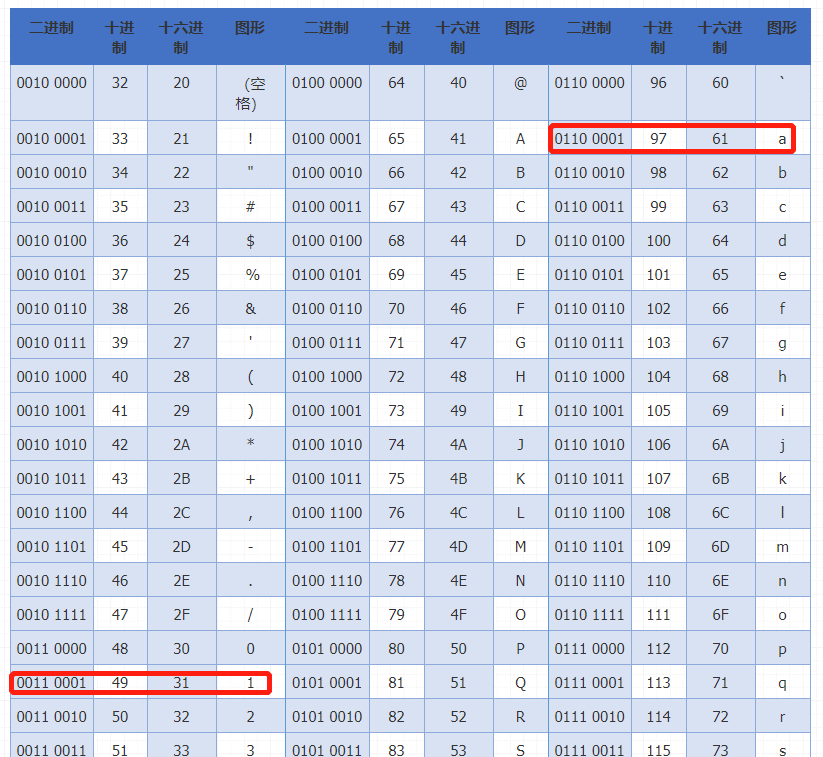 二进制 十进制 十六进制 图形 二进制 十进制 十六进制 图形 二进制 十进制 十六进制 图形
0010 0000 32 20 (空格) 0100 0000 64 40 @ 0110 0000 96 60 `
0010 0001 33 21 ! 0100 0001 65 41 A 0110 0001 97 61 a
0010 0010 34 22 " 0100 0010 66 42 B 0110 0010 98 62 b
0010 0011 35 23 # 0100 0011 67 43 C 0110 0011 99 63 c
0010 0100 36 24 $ 0100 0100 68 44 D 0110 0100 100 64 d
0010 0101 37 25 % 0100 0101 69 45 E 0110 0101 101 65 e
0010 0110 38 26 & 0100 0110 70 46 F 0110 0110 102 66 f
0010 0111 39 27 ' 0100 0111 71 47 G 0110 0111 103 67 g
0010 1000 40 28 ( 0100 1000 72 48 H 0110 1000 104 68 h
0010 1001 41 29 ) 0100 1001 73 49 I 0110 1001 105 69 i
0010 1010 42 2A * 0100 1010 74 4A J 0110 1010 106 6A j
0010 1011 43 2B + 0100 1011 75 4B K 0110 1011 107 6B k
0010 1100 44 2C , 0100 1100 76 4C L 0110 1100 108 6C l
0010 1101 45 2D - 0100 1101 77 4D M 0110 1101 109 6D m
0010 1110 46 2E . 0100 1110 78 4E N 0110 1110 110 6E n
0010 1111 47 2F / 0100 1111 79 4F O 0110 1111 111 6F o
0011 0000 48 30 0 0101 0000 80 50 P 0111 0000 112 70 p
0011 0001 49 31 1 0101 0001 81 51 Q 0111 0001 113 71 q
0011 0010 50 32 2 0101 0010 82 52 R 0111 0010 114 72 r
0011 0011 51 33 3 0101 0011 83 53 S 0111 0011 115 73 s